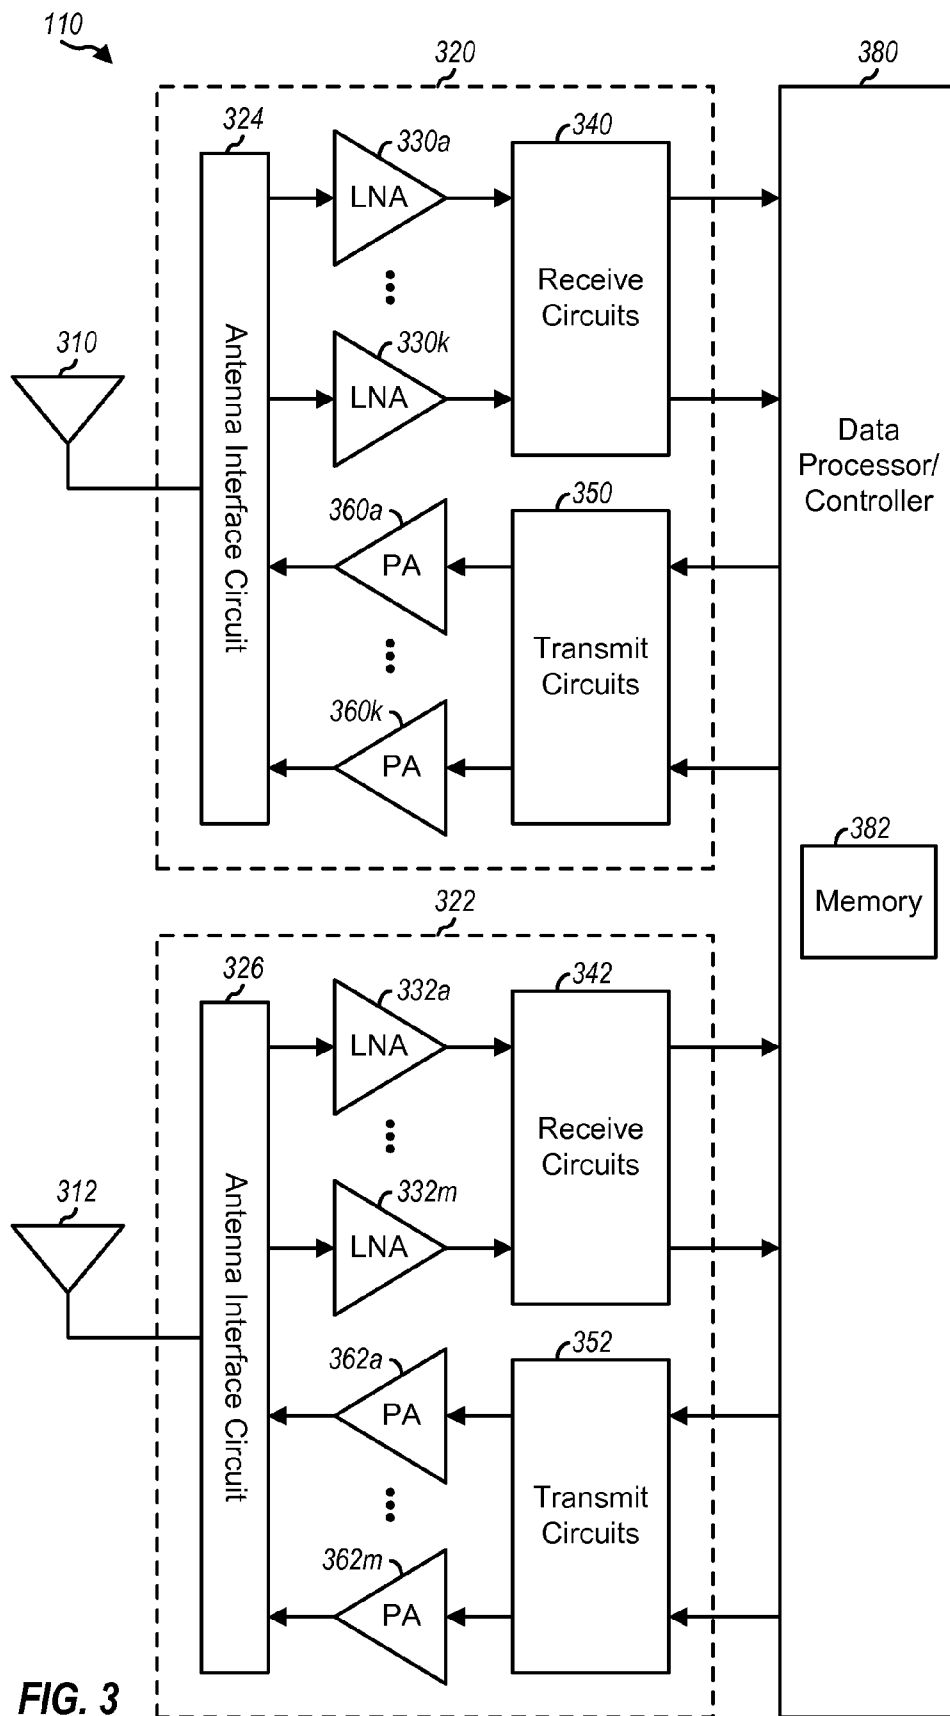 110
320
380
324
330a
340
LNA
Receive
Circuits
310
330k
LNA
Antenna Interface Circuit
Data
Processor/
Controller
360a
350
PA
Transmit
Circuits
360k
PA
382
Memory
322
326
332a
342
LNA
Receive
Circuits
312
332m
LNA
Antenna Interface Circuit
362a
352
PA
Transmit
Circuits
362m
PA
FIG. 3